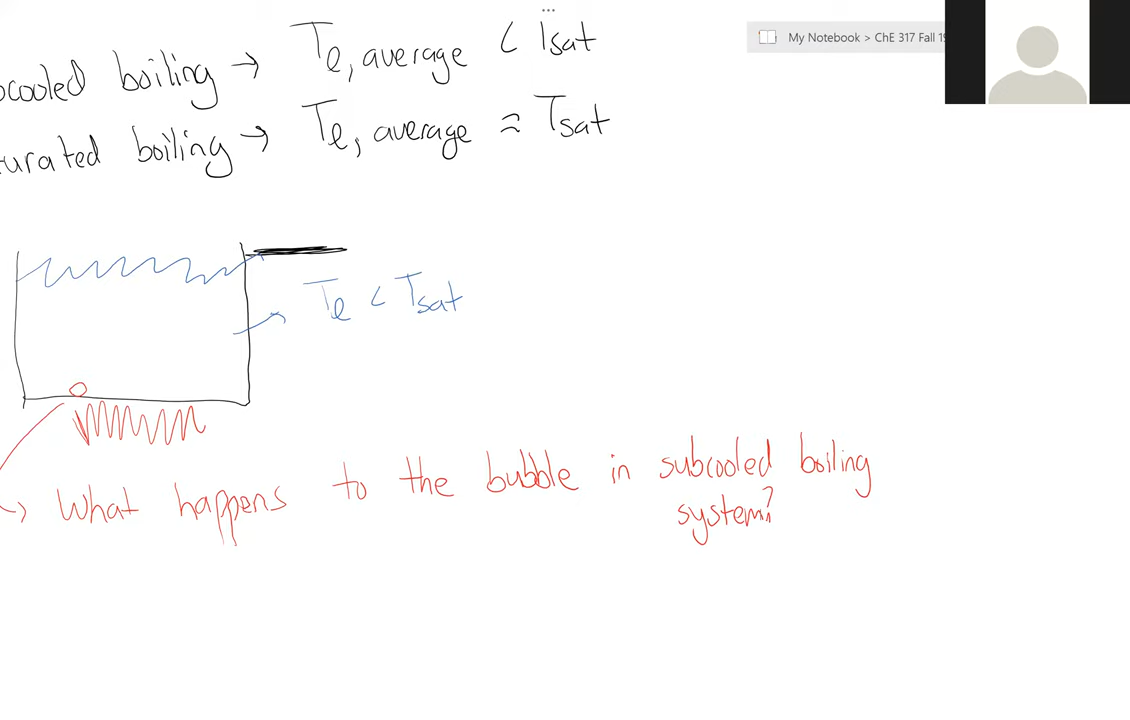 cooled boiling → Tl, average < Tsat
urated boiling → Tl, average ≈ Tsat
My Notebook > ChE 317 Fall 19
Tl < Tsat
↳ What happens to the bubble in subcooled boiling
system?